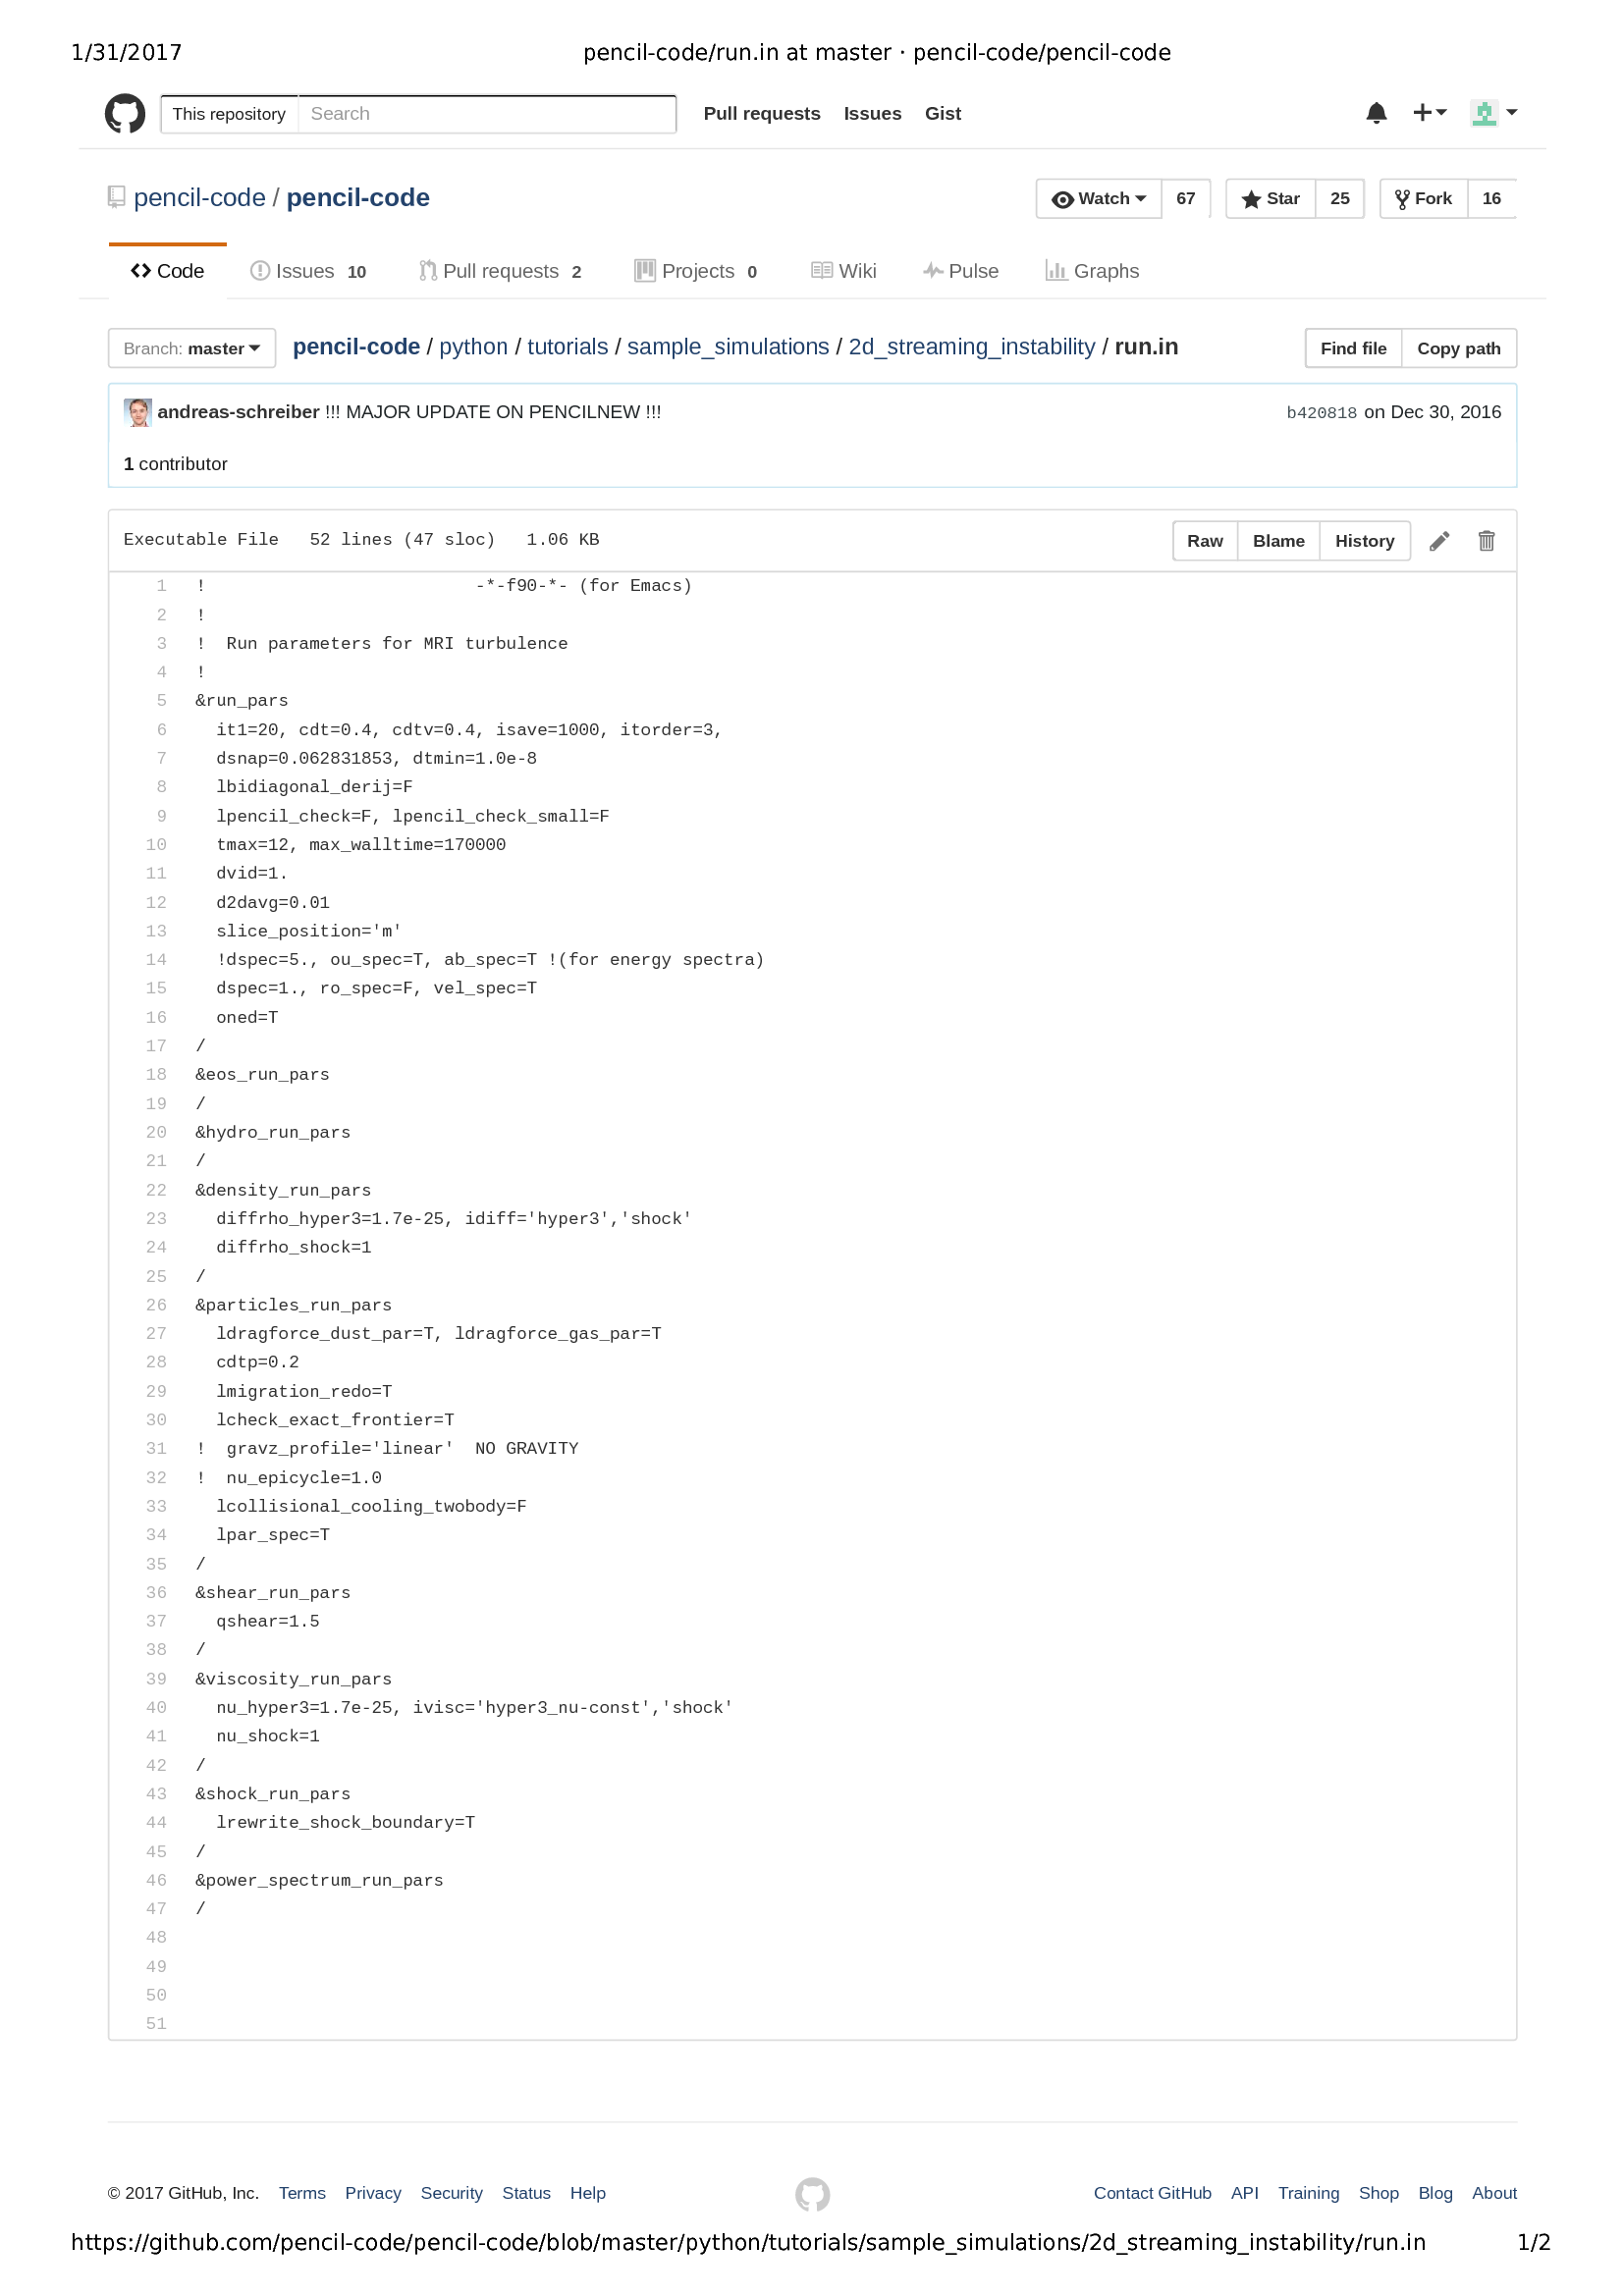 1/31/2017 pencil-code/run.in at master · pencil-code/pencil-code
This repository Search Pull requests Issues Gist
pencil-code / pencil-code Watch 67 Star 25 Fork 16
Code Issues 10 Pull requests 2 Projects 0 Wiki Pulse Graphs
Branch: master pencil-code / python / tutorials / sample_simulations / 2d_streaming_instability / run.in Find file Copy path
andreas-schreiber !!! MAJOR UPDATE ON PENCILNEW !!! b420818 on Dec 30, 2016
1 contributor
Executable File 52 lines (47 sloc) 1.06 KB Raw Blame History
1 ! -*-f90-*- (for Emacs)
2 !
3 ! Run parameters for MRI turbulence
4 !
5 &run_pars
6 it1=20, cdt=0.4, cdtv=0.4, isave=1000, itorder=3,
7 dsnap=0.062831853, dtmin=1.0e-8
8 lbidiagonal_derij=F
9 lpencil_check=F, lpencil_check_small=F
10 tmax=12, max_walltime=170000
11 dvid=1.
12 d2davg=0.01
13 slice_position='m'
14 !dspec=5., ou_spec=T, ab_spec=T !(for energy spectra)
15 dspec=1., ro_spec=F, vel_spec=T
16 oned=T
17 /
18 &eos_run_pars
19 /
20 &hydro_run_pars
21 /
22 &density_run_pars
23 diffrho_hyper3=1.7e-25, idiff='hyper3','shock'
24 diffrho_shock=1
25 /
26 &particles_run_pars
27 ldragforce_dust_par=T, ldragforce_gas_par=T
28 cdtp=0.2
29 lmigration_redo=T
30 lcheck_exact_frontier=T
31 ! gravz_profile='linear' NO GRAVITY
32 ! nu_epicycle=1.0
33 lcollisional_cooling_twobody=F
34 lpar_spec=T
35 /
36 &shear_run_pars
37 qshear=1.5
38 /
39 &viscosity_run_pars
40 nu_hyper3=1.7e-25, ivisc='hyper3_nu-const','shock'
41 nu_shock=1
42 /
43 &shock_run_pars
44 lrewrite_shock_boundary=T
45 /
46 &power_spectrum_run_pars
47 /
48
49
50
51
© 2017 GitHub, Inc. Terms Privacy Security Status Help Contact GitHub API Training Shop Blog About
https://github.com/pencil-code/pencil-code/blob/master/python/tutorials/sample_simulations/2d_streaming_instability/run.in 1/2